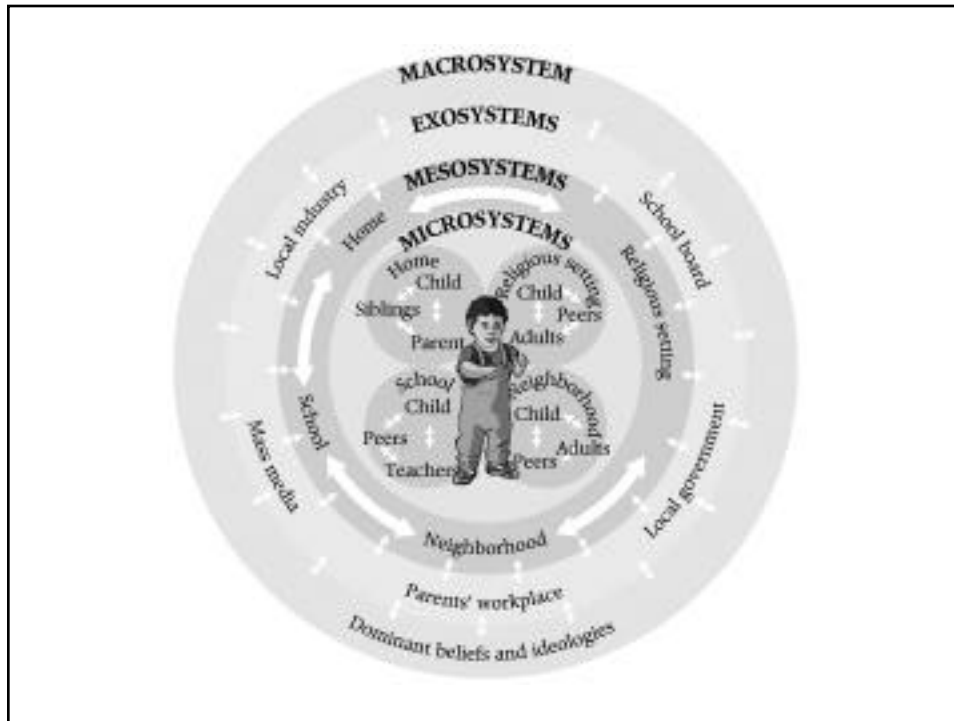 MACROSYSTEM
EXOSYSTEMS
MESOSYSTEMS
MICROSYSTEMS
Local industry
Home
School board
Religious setting
Home
Child
Siblings
Parent
Religious setting
Child
Peers
Adults
School
Child
Peers
Teachers
Neighborhood
Child
Adults
Peers
School
Mass media
Local government
Neighborhood
Parents' workplace
Dominant beliefs and ideologies